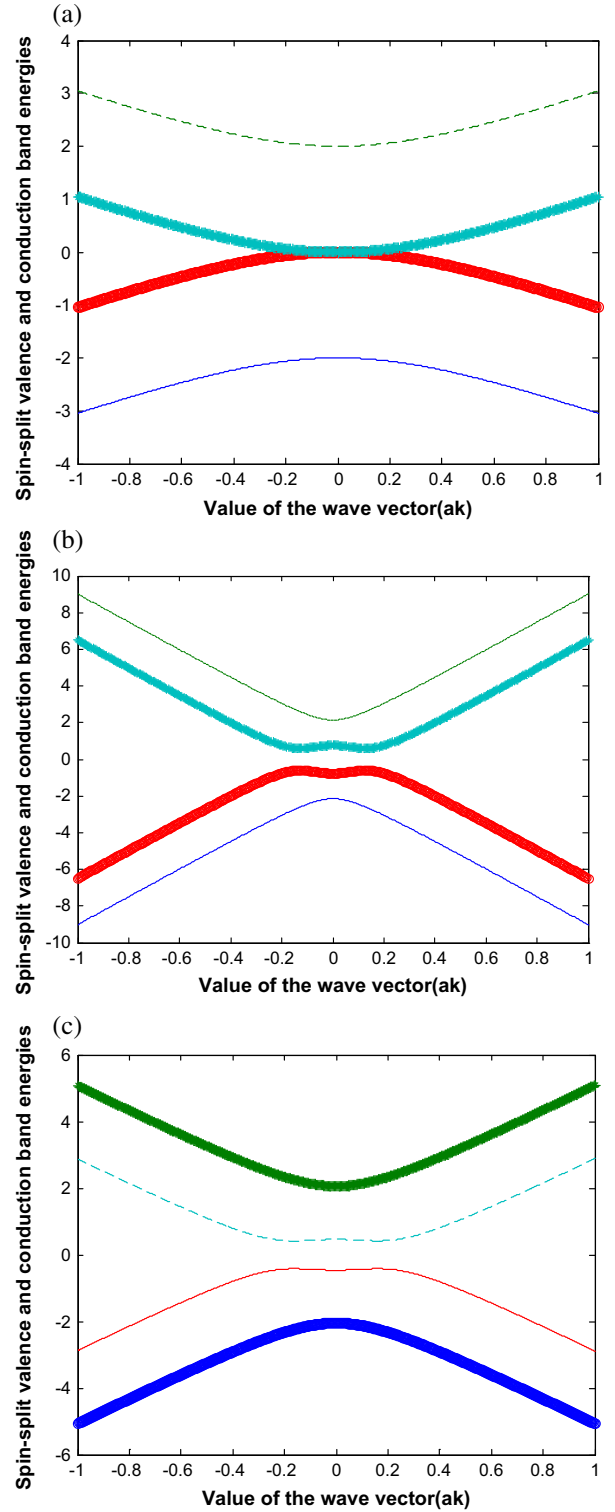 (a)
Spin-split valence and conduction band energies
4
3
2
1
0
-1
-2
-3
-4
-1 -0.8 -0.6 -0.4 -0.2 0 0.2 0.4 0.6 0.8 1
Value of the wave vector(ak)
(b)
Spin-split valence and conduction band energies
10
8
6
4
2
0
-2
-4
-6
-8
-10
-1 -0.8 -0.6 -0.4 -0.2 0 0.2 0.4 0.6 0.8 1
Value of the wave vector(ak)
(c)
Spin-split valence and conduction band energies
6
4
2
0
-2
-4
-6
-1 -0.8 -0.6 -0.4 -0.2 0 0.2 0.4 0.6 0.8 1
Value of the wave vector(ak)